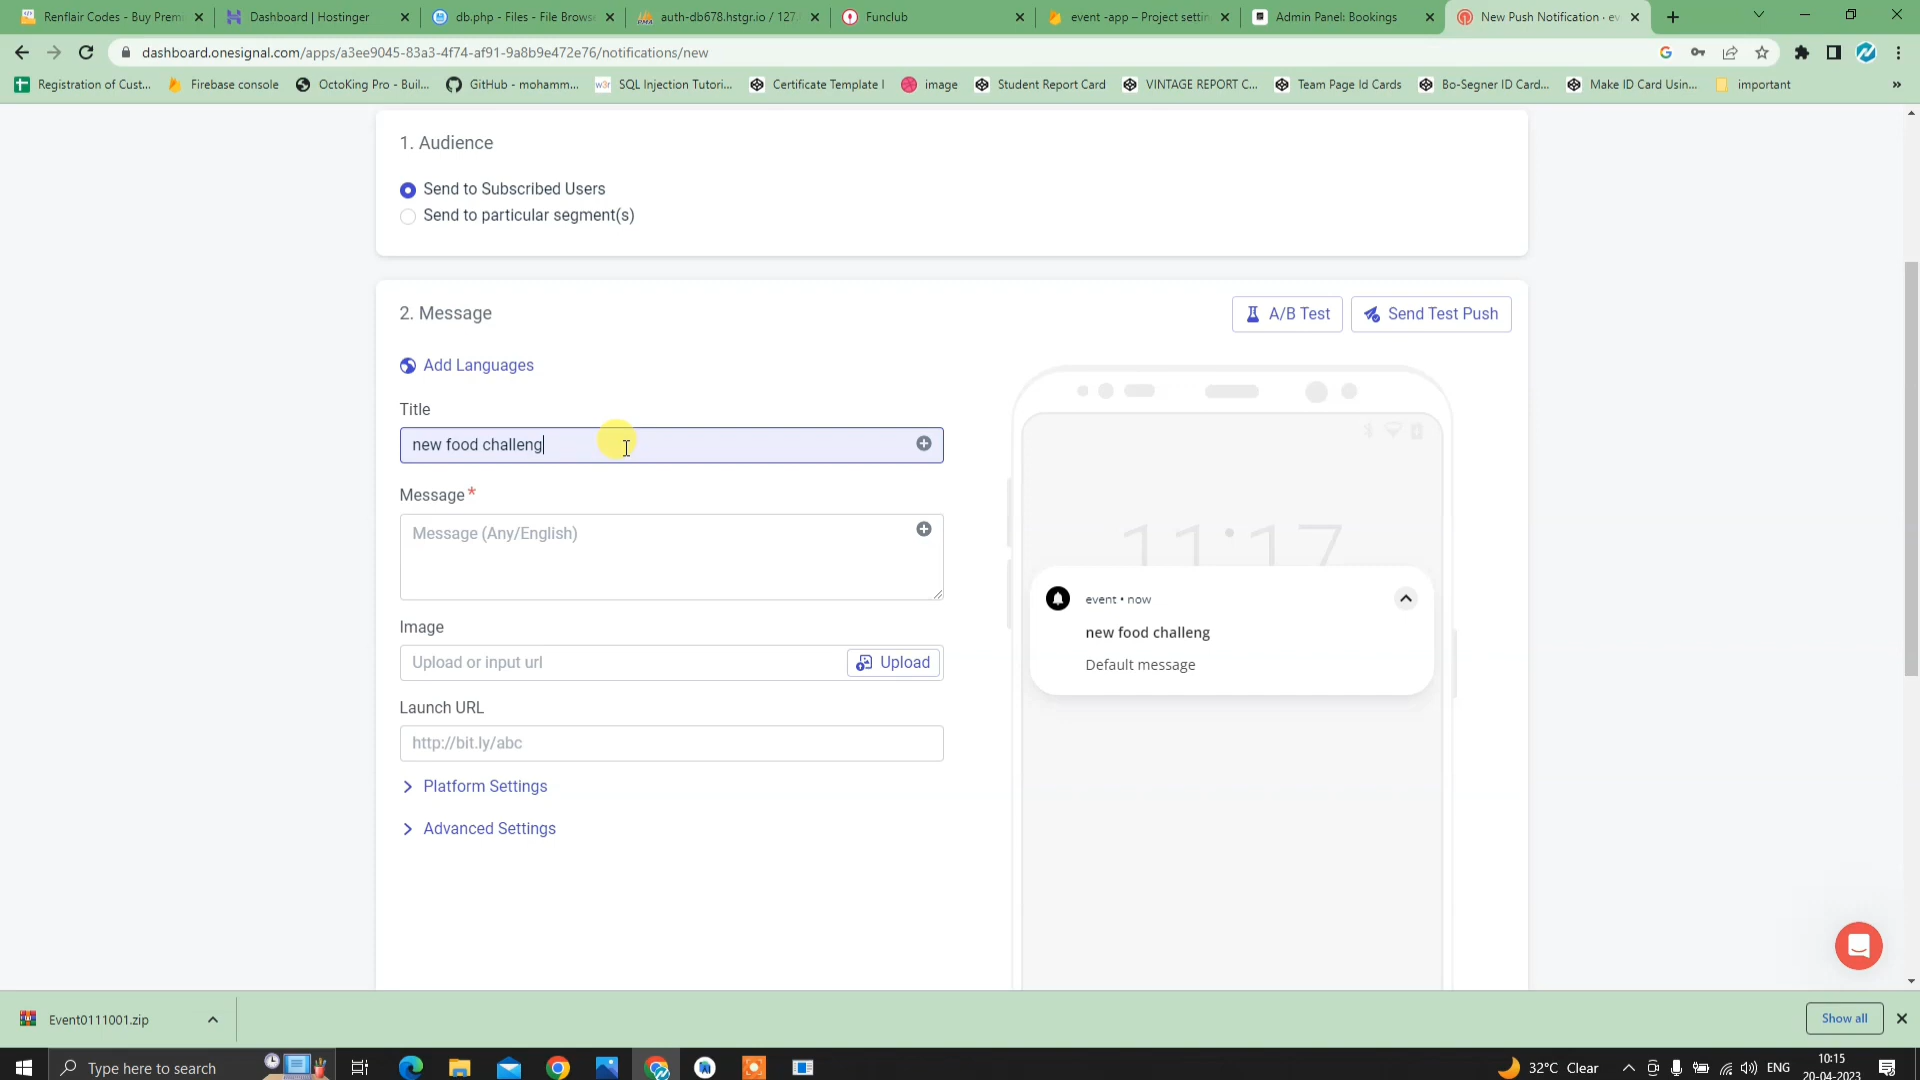 Renflair Codes - Buy Premi
Dashboard | Hostinger
db.php - Files - File Browse
auth-db678.hstgr.io / 127.
Funclub
event -app – Project settin
Admin Panel: Bookings
New Push Notification · ev
dashboard.onesignal.com/apps/a3ee9045-83a3-4f74-af91-9a8b9e472e76/notifications/new
Registration of Cust...
Firebase console
OctoKing Pro - Buil...
GitHub - mohamm...
SQL Injection Tutori...
Certificate Template I
image
Student Report Card
VINTAGE REPORT C...
Team Page Id Cards
Bo-Segner ID Card...
Make ID Card Usin...
important
»
1. Audience
Send to Subscribed Users
Send to particular segment(s)
2. Message
A/B Test
Send Test Push
Add Languages
Title
new food challeng
Message*
Message (Any/English)
Image
Upload or input url
Upload
Launch URL
http://bit.ly/abc
Platform Settings
Advanced Settings
11:17
event • now
new food challeng
Default message
Event0111001.zip
Show all
Type here to search
32°C Clear
ENG
10:15
20-04-2023